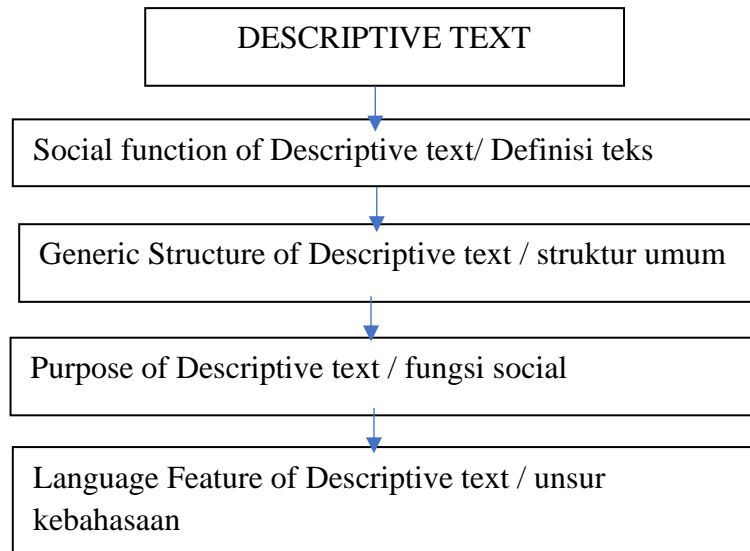 DESCRIPTIVE TEXT
Social function of Descriptive text/ Definisi teks
Generic Structure of Descriptive text / struktur umum
Purpose of Descriptive text / fungsi social
Language Feature of Descriptive text / unsur
kebahasaan